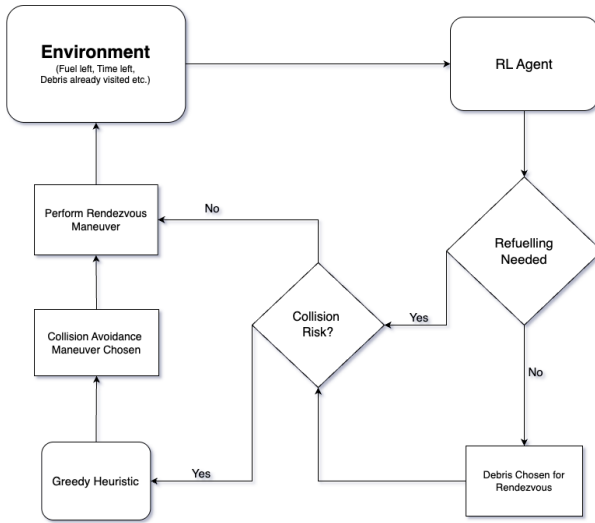 Environment
(Fuel left, Time left,
Debris already visited etc.)
RL Agent
Perform Rendezvous
Maneuver
No
Refuelling
Needed
Collision
Risk?
Yes
Collision Avoidance
Maneuver Chosen
No
Greedy Heuristic
Yes
Debris Chosen for
Rendezvous